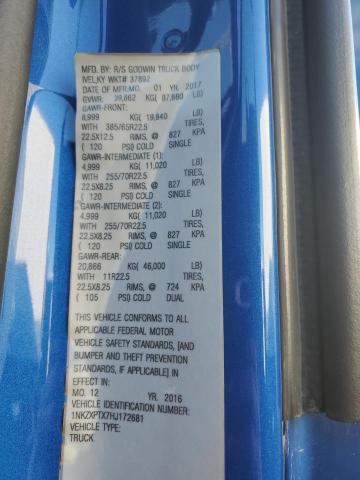 MFD. BY: R/S GODWIN TRUCK BODY
IVEL,KY WKT# 37892
DATE OF MFR.MO. 01 YR. 2017
GVWR: 39,862 KG( 87,880 LB)
GAWR-FRONT:
8,999 KG( 19,840 LB)
WITH 385/65R22.5 TIRES,
22.5X12.5 RIMS, @ 827 KPA
( 120 PSI) COLD SINGLE
GAWR-INTERMEDIATE (1):
4,999 KG( 11,020 LB)
WITH 255/70R22.5 TIRES,
22.5X8.25 RIMS, @ 827 KPA
( 120 PSI) COLD SINGLE
GAWR-INTERMEDIATE (2):
4,999 KG( 11,020 LB)
WITH 255/70R22.5 TIRES,
22.5X8.25 RIMS, @ 827 KPA
( 120 PSI) COLD SINGLE
GAWR-REAR:
20,866 KG( 46,000 LB)
WITH 11R22.5 TIRES,
22.5X8.25 RIMS, @ 724 KPA
( 105 PSI) COLD DUAL
THIS VEHICLE CONFORMS TO ALL
APPLICABLE FEDERAL MOTOR
VEHICLE SAFETY STANDARDS, [AND
BUMPER AND THEFT PREVENTION
STANDARDS, IF APPLICABLE] IN
EFFECT IN:
MO. 12 YR. 2016
VEHICLE IDENTIFICATION NUMBER:
1NKZXPTX7HJ172681
VEHICLE TYPE:
TRUCK